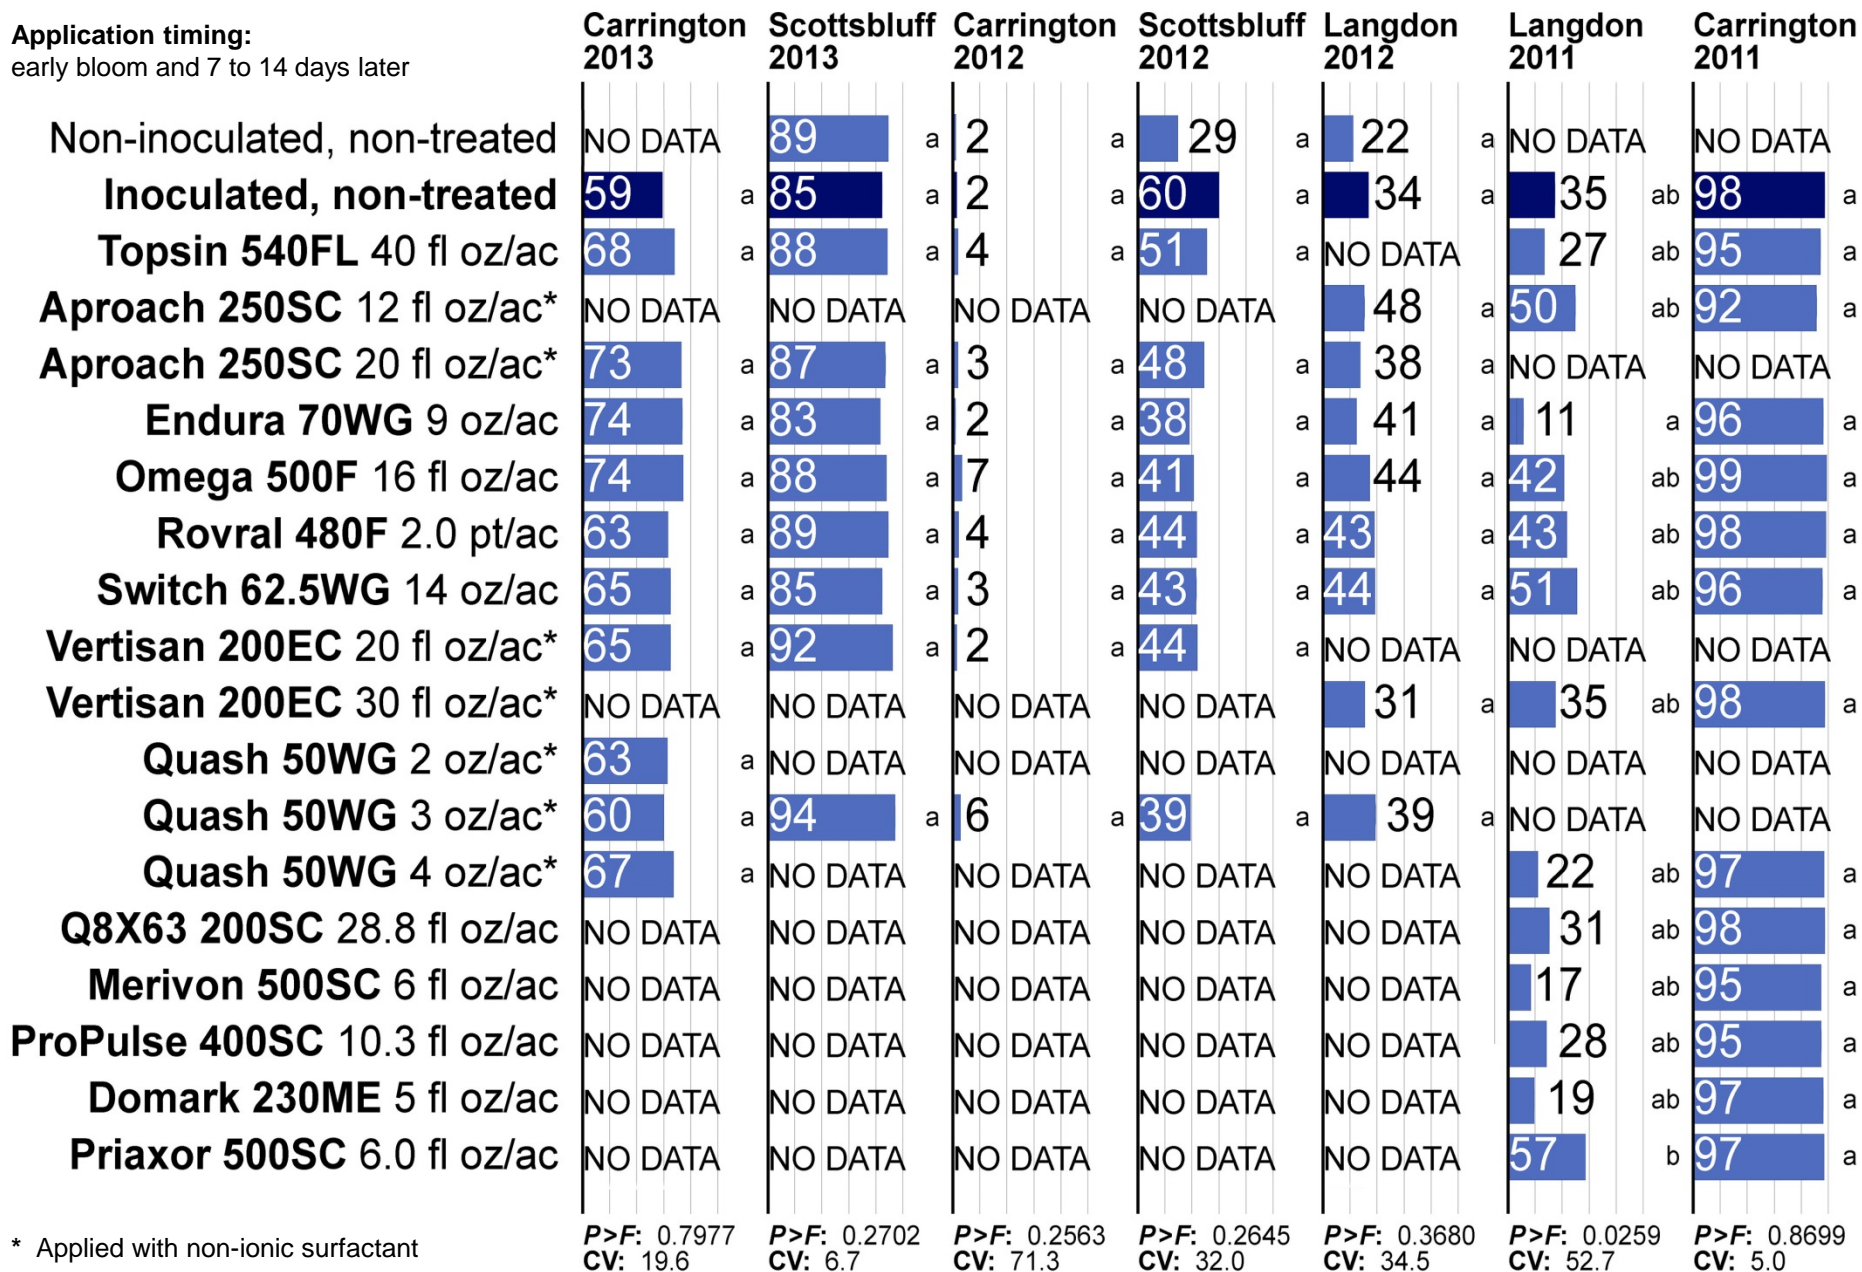 Application timing:
early bloom and 7 to 14 days later
Carrington 2013 Scottsbluff 2013 Carrington 2012 Scottsbluff 2012 Langdon 2012 Langdon 2011 Carrington 2011
Non-inoculated, non-treated NO DATA 89 a 2 a 29 a 22 a NO DATA NO DATA
Inoculated, non-treated 59 a 85 a 2 a 60 a 34 a 35 ab 98 a
Topsin 540FL 40 fl oz/ac 68 a 88 a 4 a 51 a NO DATA 27 ab 95 a
Aproach 250SC 12 fl oz/ac* NO DATA NO DATA NO DATA NO DATA 48 a 50 ab 92 a
Aproach 250SC 20 fl oz/ac* 73 a 87 a 3 a 48 a 38 a NO DATA NO DATA
Endura 70WG 9 oz/ac 74 a 83 a 2 a 38 a 41 a 11 a 96 a
Omega 500F 16 fl oz/ac 74 a 88 a 7 a 41 a 44 a 42 ab 99 a
Rovral 480F 2.0 pt/ac 63 a 89 a 4 a 44 a 43 a 43 ab 98 a
Switch 62.5WG 14 oz/ac 65 a 85 a 3 a 43 a 44 a 51 ab 96 a
Vertisan 200EC 20 fl oz/ac* 65 a 92 a 2 a 44 a NO DATA NO DATA NO DATA
Vertisan 200EC 30 fl oz/ac* NO DATA NO DATA NO DATA NO DATA 31 a 35 ab 98 a
Quash 50WG 2 oz/ac* 63 a NO DATA NO DATA NO DATA NO DATA NO DATA NO DATA
Quash 50WG 3 oz/ac* 60 a 94 a 6 a 39 a 39 a NO DATA NO DATA
Quash 50WG 4 oz/ac* 67 a NO DATA NO DATA NO DATA NO DATA 22 ab 97 a
Q8X63 200SC 28.8 fl oz/ac NO DATA NO DATA NO DATA NO DATA NO DATA 31 ab 98 a
Merivon 500SC 6 fl oz/ac NO DATA NO DATA NO DATA NO DATA NO DATA 17 ab 95 a
ProPulse 400SC 10.3 fl oz/ac NO DATA NO DATA NO DATA NO DATA NO DATA 28 ab 95 a
Domark 230ME 5 fl oz/ac NO DATA NO DATA NO DATA NO DATA NO DATA 19 ab 97 a
Priaxor 500SC 6.0 fl oz/ac NO DATA NO DATA NO DATA NO DATA NO DATA 57 b 97 a
P>F: 0.7977 P>F: 0.2702 P>F: 0.2563 P>F: 0.2645 P>F: 0.3680 P>F: 0.0259 P>F: 0.8699
* Applied with non-ionic surfactant
CV: 19.6 CV: 6.7 CV: 71.3 CV: 32.0 CV: 34.5 CV: 52.7 CV: 5.0